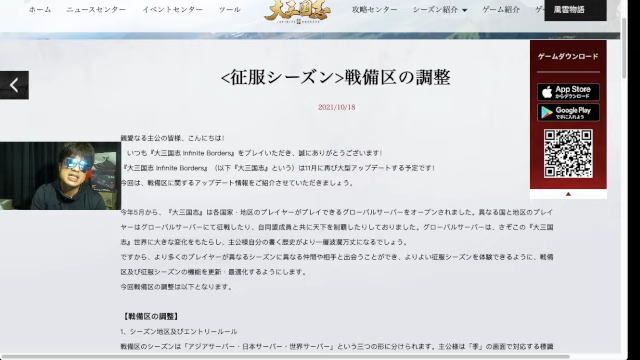 ホーム ニュースセンター イベントセンター ツール 大三国志 INFINITE BORDERS 攻略センター シーズン紹介 ゲーム紹介 風雲物語
<征服シーズン>戦備区の調整
2021/10/18
ゲームダウンロード
App Store
からダウンロード
Google Play
で手に入れよう
親愛なる主公の皆様、こんにちは!
いつも『大三国志 Infinite Borders』をプレイいただき、誠にありがとうございます!
『大三国志 Infinite Borders』（以下『大三国志』という）は11月に再び大型アップデートする予定です!
今回は、戦備区に関するアップデート情報をご紹介させていただきましょう。
今年5月から、『大三国志』は各国家・地区のプレイヤーがプレイできるグローバルサーバーをオープンされました。異なる国と地区のプレイ
ヤーはグローバルサーバーにて征戦したり、自同盟成員と共に天下を制覇したりしておりました。グローバルサーバーは、さぞこの『大三国
志』世界に大きな変化をもたらし、主公様自分の書く歴史がより一層波瀾万丈になるでしょう。
ですから、より多くのプレイヤーが異なるシーズンに異なる仲間や相手と出会うことができ、よりよい征服シーズンを体験できるように、戦備
区及び征服シーズンの機能を更新・最適化するようにします。
今回戦備区の調整は以下となります。
【戦備区の調整】
1、シーズン地区及びエントリールール
戦備区のシーズンは「アジアサーバー・日本サーバー・世界サーバー」という三つの形に分けられます。主公様は「季」の画面で対応する標識